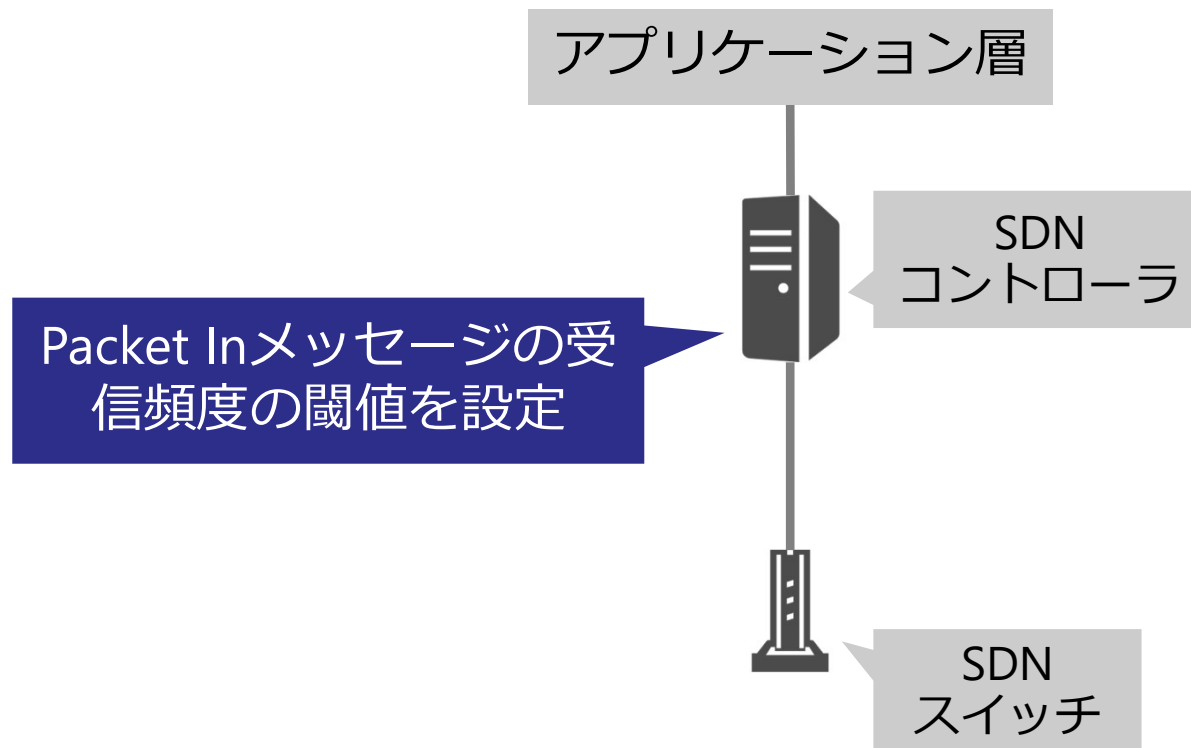 アプリケーション層
SDN
コントローラ
Packet Inメッセージの受
信頻度の閾値を設定
SDN
スイッチ